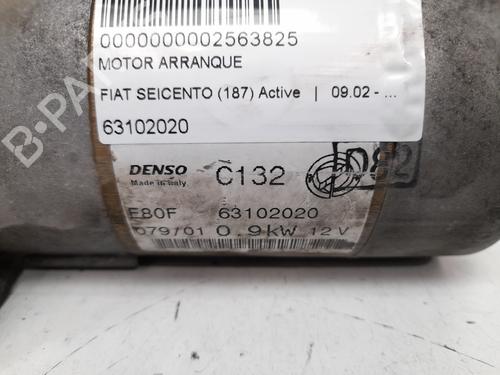 0000000002563825
MOTOR ARRANQUE
FIAT SEICENTO (187) Active | 09.02 - ...
63102020
DENSO C132 D82
Made in Italy
E80F 63102020
079/01 0.9kW 12V
B-PA